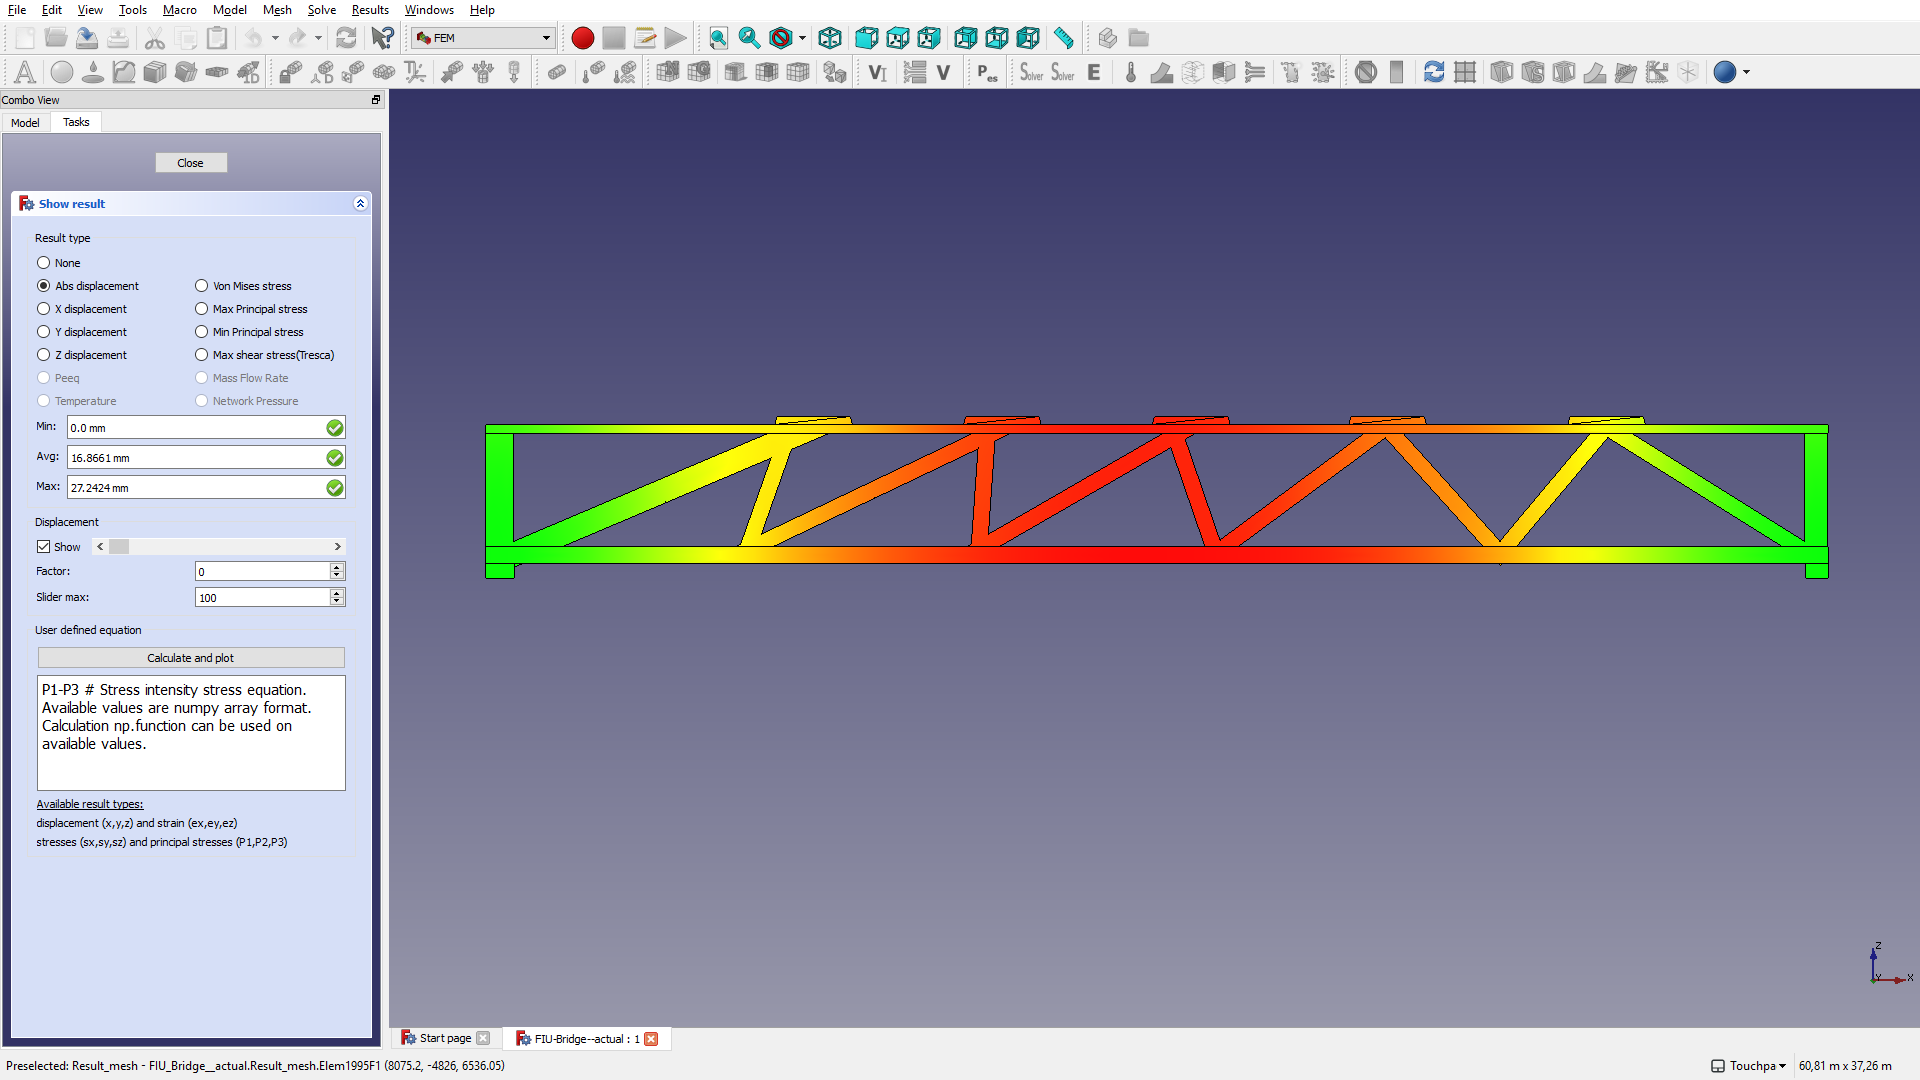 File Edit View Tools Macro Model Mesh Solve Results Windows Help
FEM
A VI V Pes Solver Solver E
Combo View
Model Tasks
Close
Show result
Result type
None
Abs displacement Von Mises stress
X displacement Max Principal stress
Y displacement Min Principal stress
Z displacement Max shear stress(Tresca)
Peeq Mass Flow Rate
Temperature Network Pressure
Min: 0.0 mm
Avg: 16.8661 mm
Max: 27.2424 mm
Displacement
Show
Factor: 0
Slider max: 100
User defined equation
Calculate and plot
P1-P3 # Stress intensity stress equation.
Available values are numpy array format.
Calculation np.function can be used on
available values.
Available result types:
displacement (x,y,z) and strain (ex,ey,ez)
stresses (sx,sy,sz) and principal stresses (P1,P2,P3)
Z
Y X
Start page FIU-Bridge--actual : 1
Preselected: Result_mesh - FIU_Bridge__actual.Result_mesh.Elem1995F1 (8075.2, -4826, 6536.05) Touchpa 60,81 m x 37,26 m